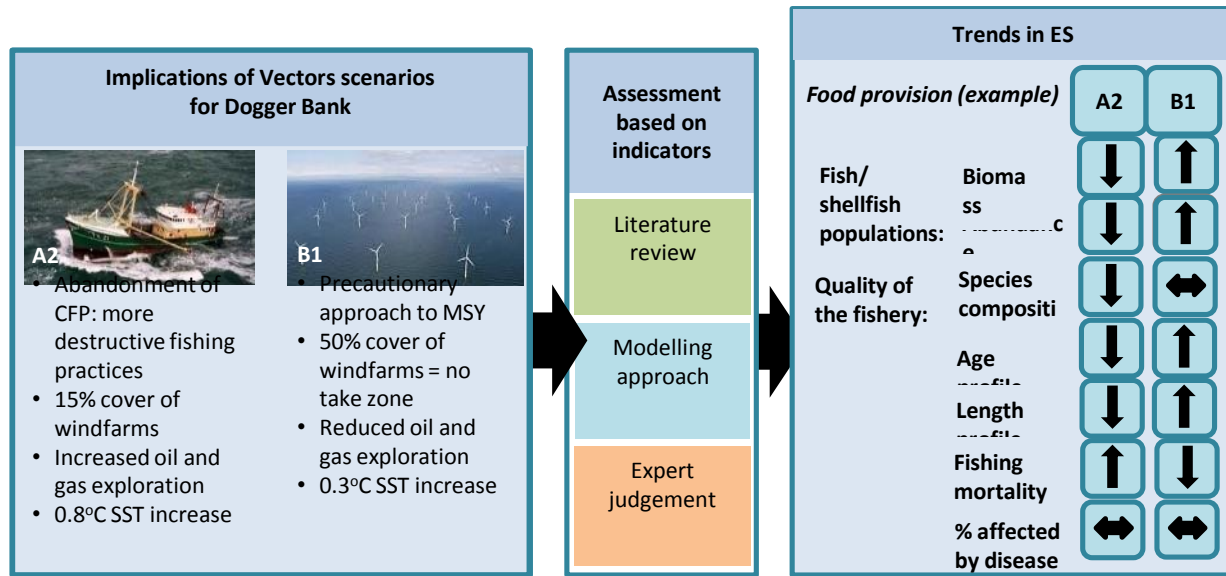 Implications of Vectors scenarios
for Dogger Bank
A2
• Abandonment of
CFP: more
destructive fishing
practices
• 15% cover of
windfarms
• Increased oil and
gas exploration
• 0.8ºC SST increase
B1
• Precautionary
approach to MSY
• 50% cover of
windfarms = no
take zone
• Reduced oil and
gas exploration
• 0.3ºC SST increase
Assessment
based on
indicators
Literature
review
Modelling
approach
Expert
judgement
Trends in ES
Food provision (example)
A2
B1
Fish/
shellfish
populations:
Bioma
ss
e
Quality of
the fishery:
Species
compositi
Age
Length
Fishing
mortality
% affected
by disease